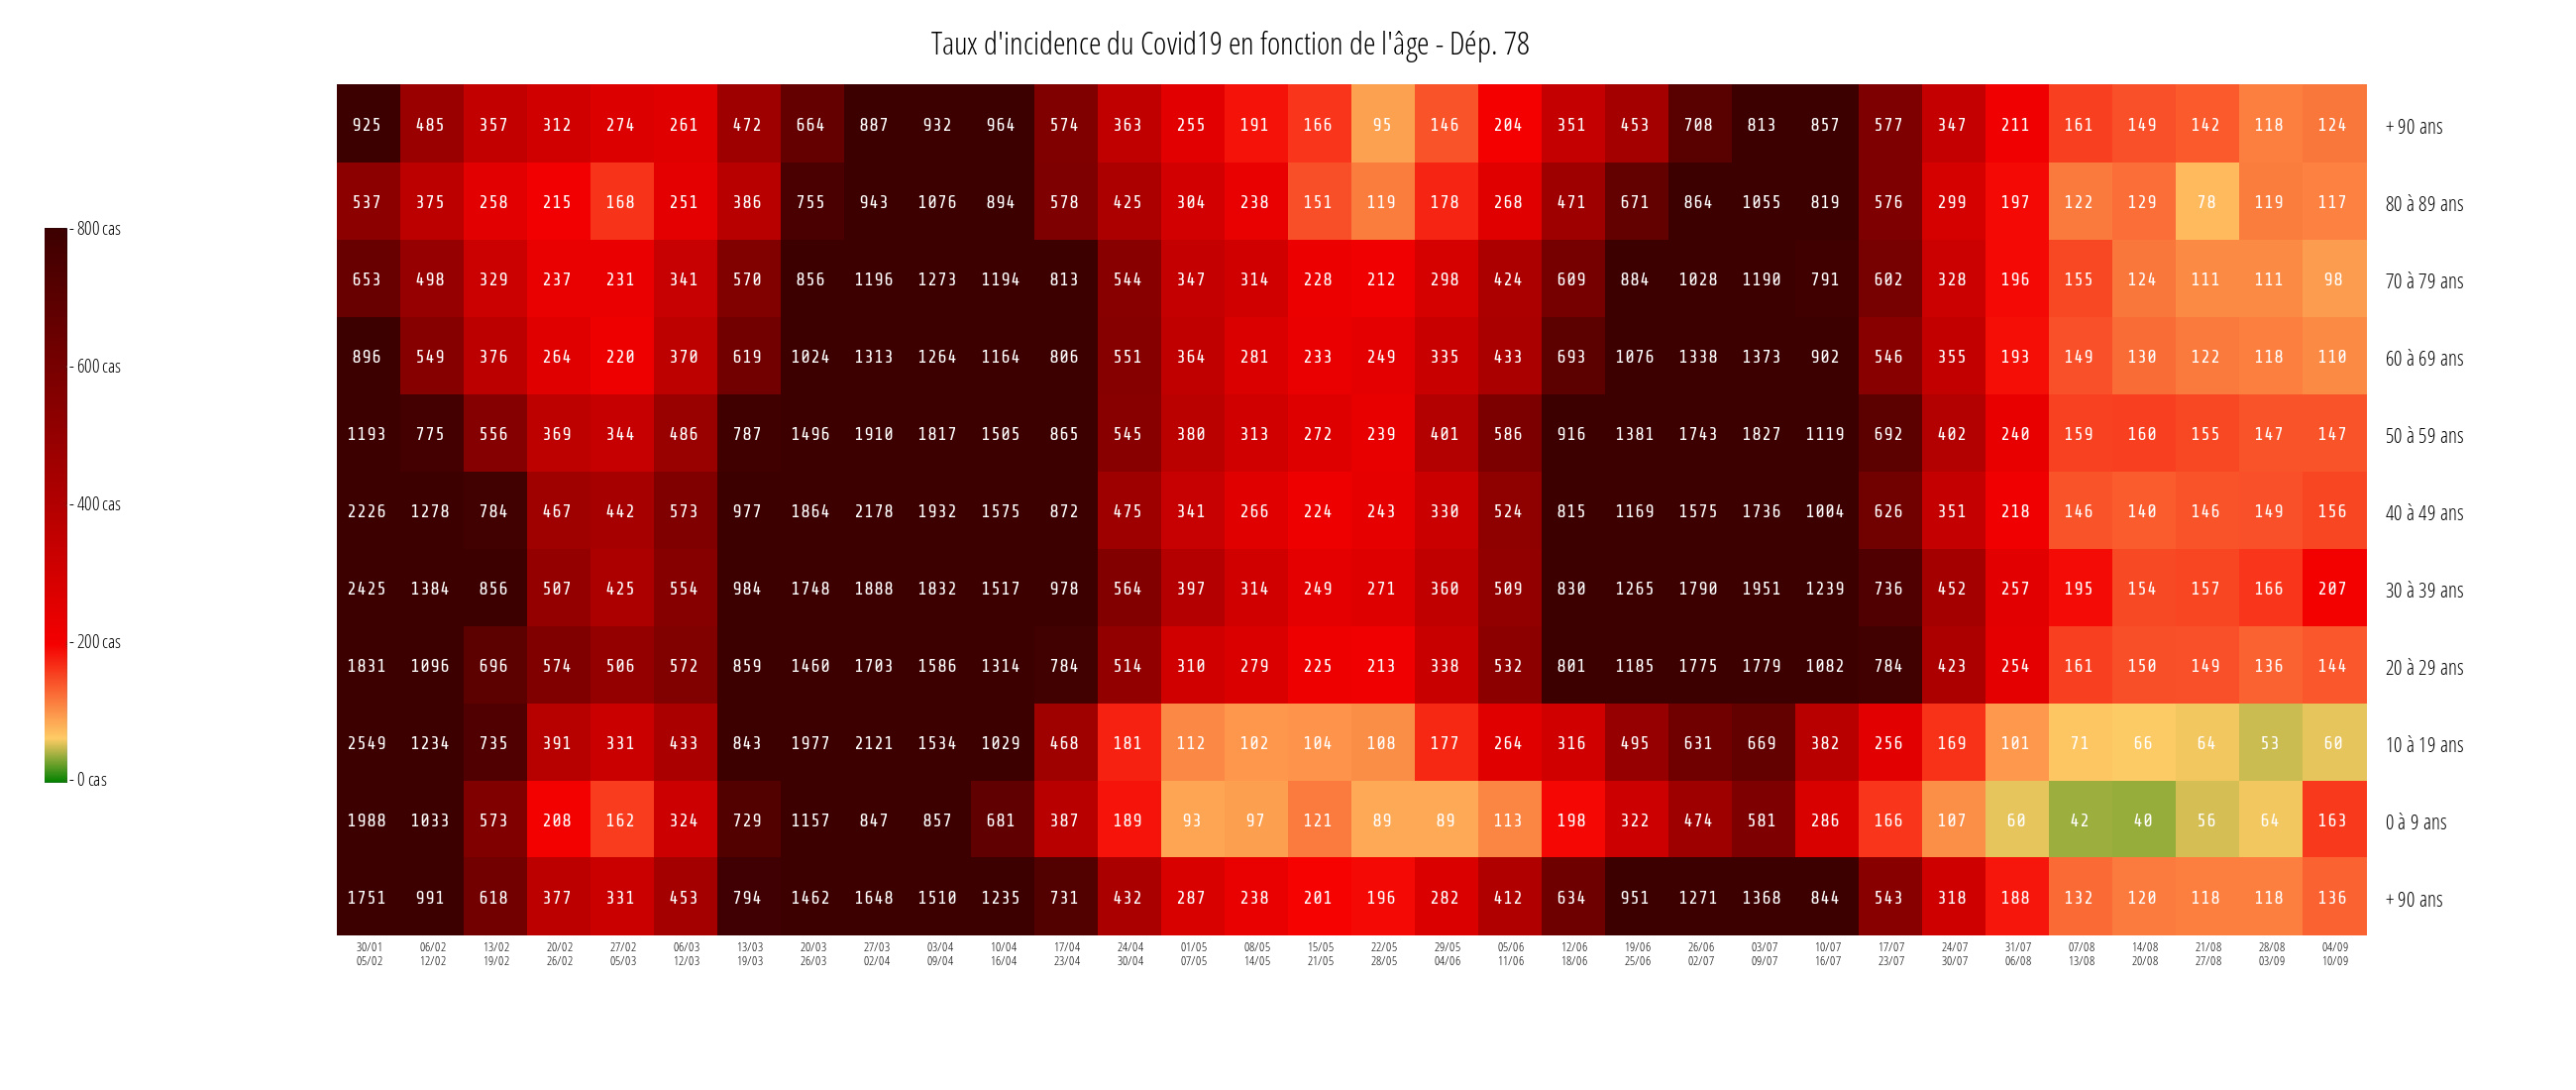 Taux d'incidence du Covid19 en fonction de l'âge - Dép. 78
925 485 357 312 274 261 472 664 887 932 964 574 363 255 191 166 95 146 204 351 453 708 813 857 577 347 211 161 149 142 118 124 + 90 ans
537 375 258 215 168 251 386 755 943 1076 894 578 425 304 238 151 119 178 268 471 671 864 1055 819 576 299 197 122 129 78 119 117 80 à 89 ans
- 800 cas
653 498 329 237 231 341 570 856 1196 1273 1194 813 544 347 314 228 212 298 424 609 884 1028 1190 791 602 328 196 155 124 111 111 98 70 à 79 ans
896 549 376 264 220 370 619 1024 1313 1264 1164 806 551 364 281 233 249 335 433 693 1076 1338 1373 902 546 355 193 149 130 122 118 110 60 à 69 ans
- 600 cas
1193 775 556 369 344 486 787 1496 1910 1817 1505 865 545 380 313 272 239 401 586 916 1381 1743 1827 1119 692 402 240 159 160 155 147 147 50 à 59 ans
- 400 cas
2226 1278 784 467 442 573 977 1864 2178 1932 1575 872 475 341 266 224 243 330 524 815 1169 1575 1736 1004 626 351 218 146 140 146 149 156 40 à 49 ans
2425 1384 856 507 425 554 984 1748 1888 1832 1517 978 564 397 314 249 271 360 509 830 1265 1790 1951 1239 736 452 257 195 154 157 166 207 30 à 39 ans
- 200 cas
1831 1096 696 574 506 572 859 1460 1703 1586 1314 784 514 310 279 225 213 338 532 801 1185 1775 1779 1082 784 423 254 161 150 149 136 144 20 à 29 ans
2549 1234 735 391 331 433 843 1977 2121 1534 1029 468 181 112 102 104 108 177 264 316 495 631 669 382 256 169 101 71 66 64 53 60 10 à 19 ans
- 0 cas
1988 1033 573 208 162 324 729 1157 847 857 681 387 189 93 97 121 89 89 113 198 322 474 581 286 166 107 60 42 40 56 64 163 0 à 9 ans
1751 991 618 377 331 453 794 1462 1648 1510 1235 731 432 287 238 201 196 282 412 634 951 1271 1368 844 543 318 188 132 120 118 118 136 + 90 ans
30/01 06/02 13/02 20/02 27/02 06/03 13/03 20/03 27/03 03/04 10/04 17/04 24/04 01/05 08/05 15/05 22/05 29/05 05/06 12/06 19/06 26/06 03/07 10/07 17/07 24/07 31/07 07/08 14/08 21/08 28/08 04/09
05/02 12/02 19/02 26/02 05/03 12/03 19/03 26/03 02/04 09/04 16/04 23/04 30/04 07/05 14/05 21/05 28/05 04/06 11/06 18/06 25/06 02/07 09/07 16/07 23/07 30/07 06/08 13/08 20/08 27/08 03/09 10/09